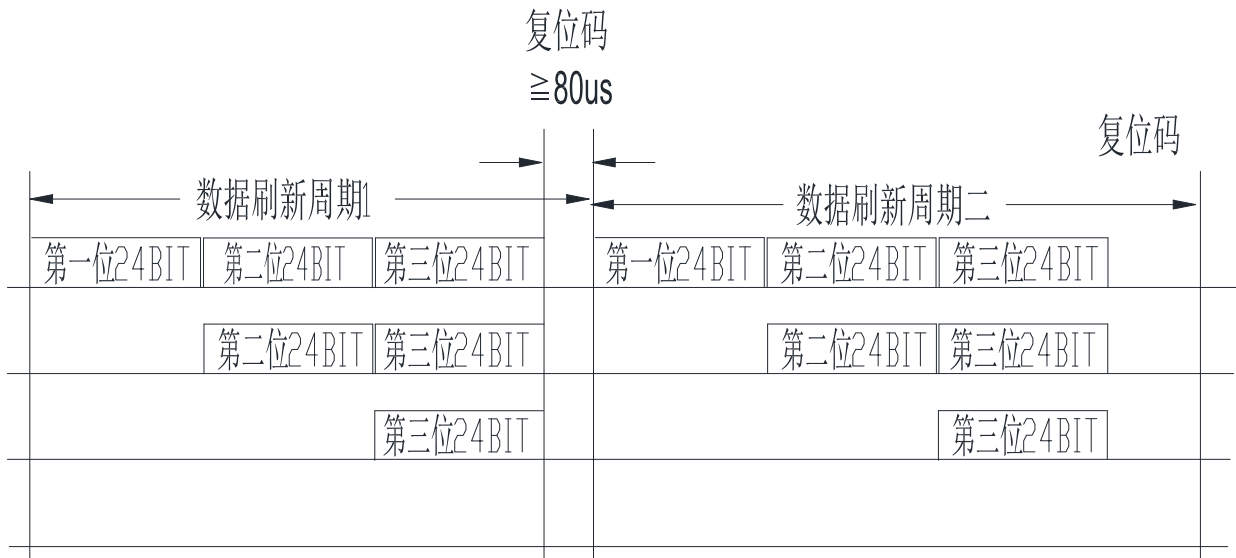 复位码
≧80us
复位码
数据刷新周期1
数据刷新周期二
第一位24BIT 第二位24BIT 第三位24BIT 第一位24BIT 第二位24BIT 第三位24BIT
第二位24BIT 第三位24BIT 第二位24BIT 第三位24BIT
第三位24BIT 第三位24BIT